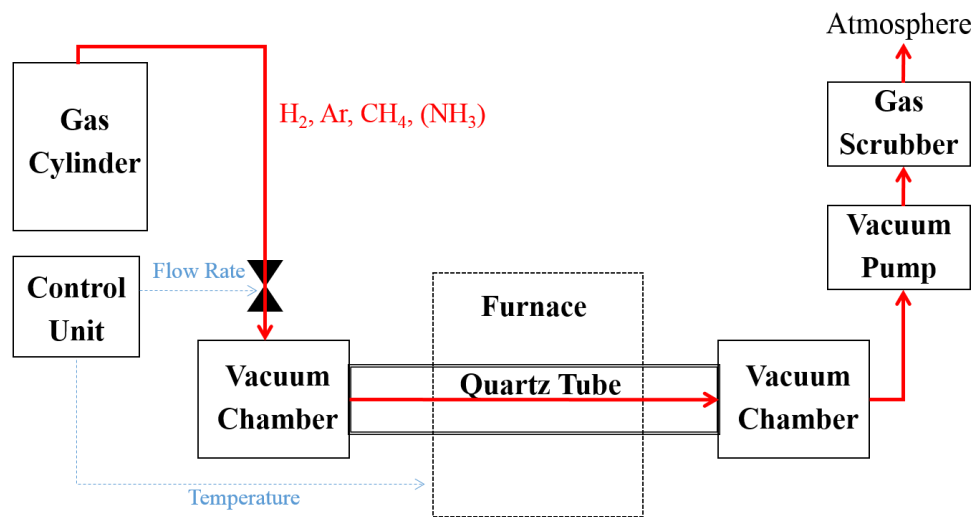 Atmosphere
Gas
Cylinder
H₂, Ar, CH₄, (NH₃)
Gas
Scrubber
Vacuum
Pump
Control
Unit
Flow Rate
Furnace
Vacuum
Chamber
Quartz Tube
Vacuum
Chamber
Temperature